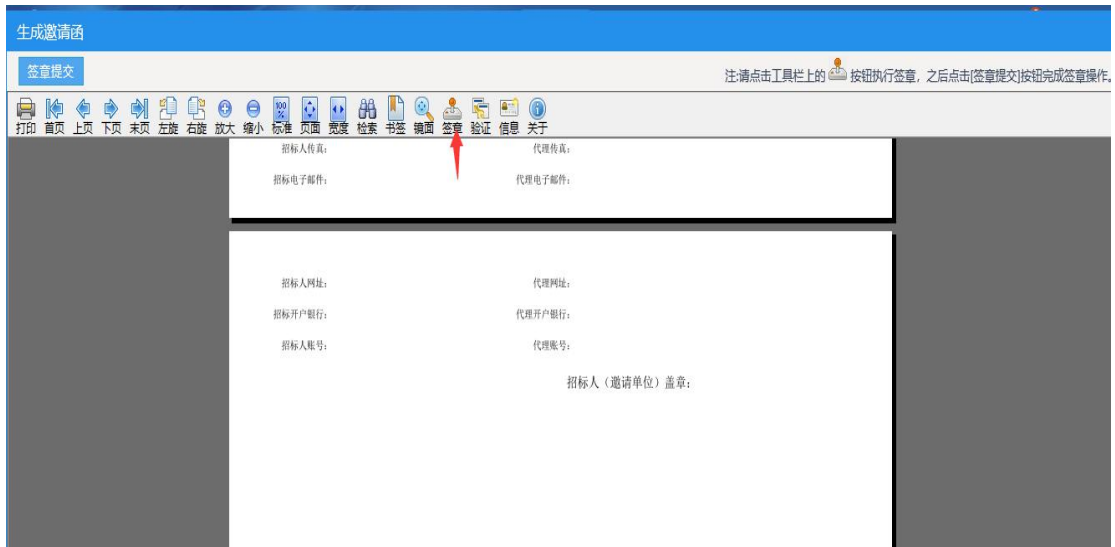 生成邀请函
签章提交
注:请点击工具栏上的 按钮执行签章，之后点击[签章提交]按钮完成签章操作。
打印 首页 上页 下页 末页 左旋 右旋 放大 缩小 标准 页面 宽度 检索 书签 镜面 签章 验证 信息 关于
招标人传真： 代理传真：
招标电子邮件： 代理电子邮件：
招标人网址： 代理网址：
招标开户银行： 代理开户银行：
招标人账号： 代理账号：
招标人（邀请单位）盖章：